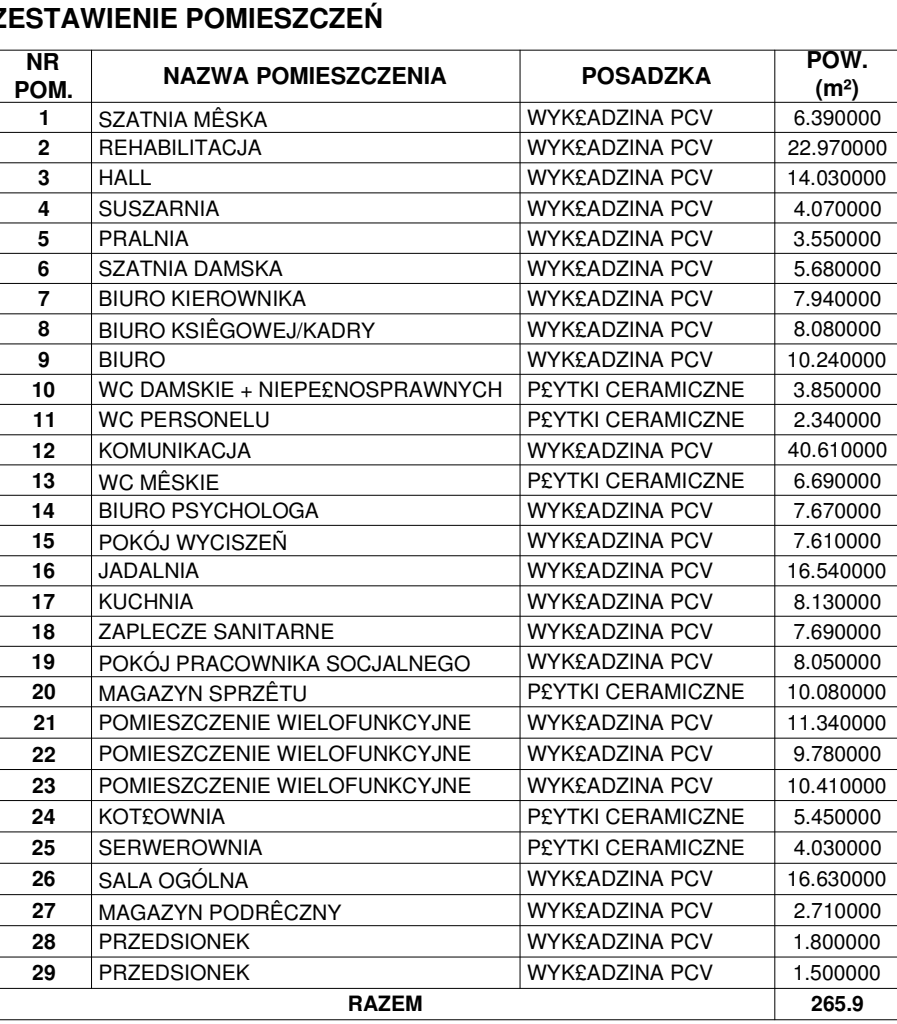 ZESTAWIENIE POMIESZCZEŃ
NR POM. NAZWA POMIESZCZENIA POSADZKA POW. (m²)
1 SZATNIA MÊSKA WYK£ADZINA PCV 6.390000
2 REHABILITACJA WYK£ADZINA PCV 22.970000
3 HALL WYK£ADZINA PCV 14.030000
4 SUSZARNIA WYK£ADZINA PCV 4.070000
5 PRALNIA WYK£ADZINA PCV 3.550000
6 SZATNIA DAMSKA WYK£ADZINA PCV 5.680000
7 BIURO KIEROWNIKA WYK£ADZINA PCV 7.940000
8 BIURO KSIÊGOWEJ/KADRY WYK£ADZINA PCV 8.080000
9 BIURO WYK£ADZINA PCV 10.240000
10 WC DAMSKIE + NIEPE£NOSPRAWNYCH P£YTKI CERAMICZNE 3.850000
11 WC PERSONELU P£YTKI CERAMICZNE 2.340000
12 KOMUNIKACJA WYK£ADZINA PCV 40.610000
13 WC MÊSKIE P£YTKI CERAMICZNE 6.690000
14 BIURO PSYCHOLOGA WYK£ADZINA PCV 7.670000
15 POKÓJ WYCISZEÑ WYK£ADZINA PCV 7.610000
16 JADALNIA WYK£ADZINA PCV 16.540000
17 KUCHNIA WYK£ADZINA PCV 8.130000
18 ZAPLECZE SANITARNE WYK£ADZINA PCV 7.690000
19 POKÓJ PRACOWNIKA SOCJALNEGO WYK£ADZINA PCV 8.050000
20 MAGAZYN SPRZÊTU P£YTKI CERAMICZNE 10.080000
21 POMIESZCZENIE WIELOFUNKCYJNE WYK£ADZINA PCV 11.340000
22 POMIESZCZENIE WIELOFUNKCYJNE WYK£ADZINA PCV 9.780000
23 POMIESZCZENIE WIELOFUNKCYJNE WYK£ADZINA PCV 10.410000
24 KOT£OWNIA P£YTKI CERAMICZNE 5.450000
25 SERWEROWNIA P£YTKI CERAMICZNE 4.030000
26 SALA OGÓLNA WYK£ADZINA PCV 16.630000
27 MAGAZYN PODRÊCZNY WYK£ADZINA PCV 2.710000
28 PRZEDSIONEK WYK£ADZINA PCV 1.800000
29 PRZEDSIONEK WYK£ADZINA PCV 1.500000
RAZEM 265.9